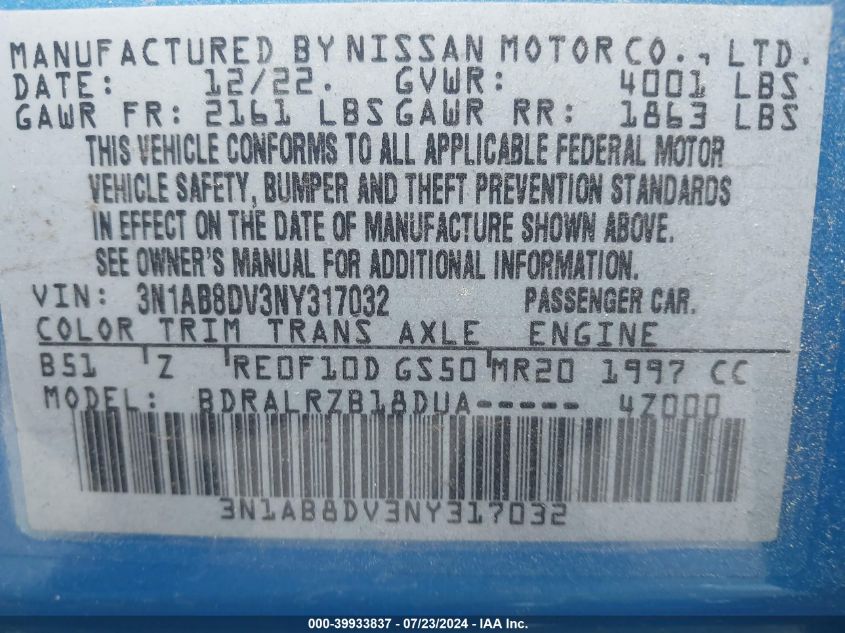 MANUFACTURED BY NISSAN MOTOR CO., LTD.
DATE: 12/22. GVWR: 4001 LBS
GAWR FR: 2161 LBS GAWR RR: 1863 LBS
THIS VEHICLE CONFORMS TO ALL APPLICABLE FEDERAL MOTOR
VEHICLE SAFETY, BUMPER AND THEFT PREVENTION STANDARDS
IN EFFECT ON THE DATE OF MANUFACTURE SHOWN ABOVE.
SEE OWNER'S MANUAL FOR ADDITIONAL INFORMATION.
VIN: 3N1AB8DV3NY317032 PASSENGER CAR.
COLOR TRIM TRANS AXLE ENGINE
B51 Z RE0F10D GS50 MR20 1997 CC
MODEL: BDRALRZB18DUA----- 4Z000
3N1AB8DV3NY317032
000-39933837 - 07/23/2024 - IAA Inc.